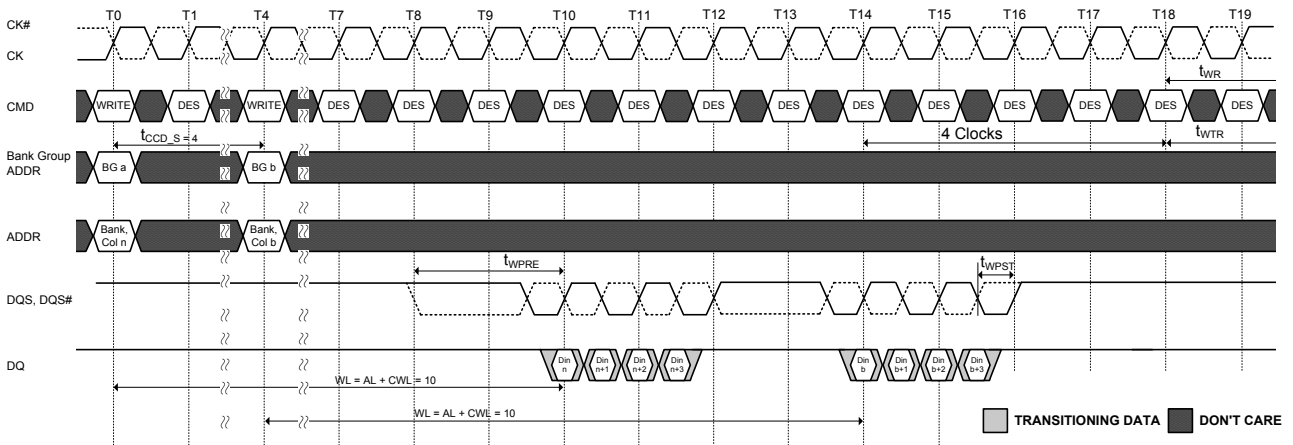 T0 T1 T4 T7 T8 T9 T10 T11 T12 T13 T14 T15 T16 T17 T18 T19
CK#
CK
tWR
CMD WRITE DES WRITE DES DES DES DES DES DES DES DES DES DES DES DES DES
tCCD_S = 4
4 Clocks
tWTR
Bank Group
ADDR
BG a BG b
ADDR
Bank, Bank,
Col n Col b
tWPRE
tWPST
DQS, DQS#
DQ
Din Din Din Din Din Din Din Din
n n+1 n+2 n+3 b b+1 b+2 b+3
WL = AL + CWL = 10
WL = AL + CWL = 10
TRANSITIONING DATA DON'T CARE